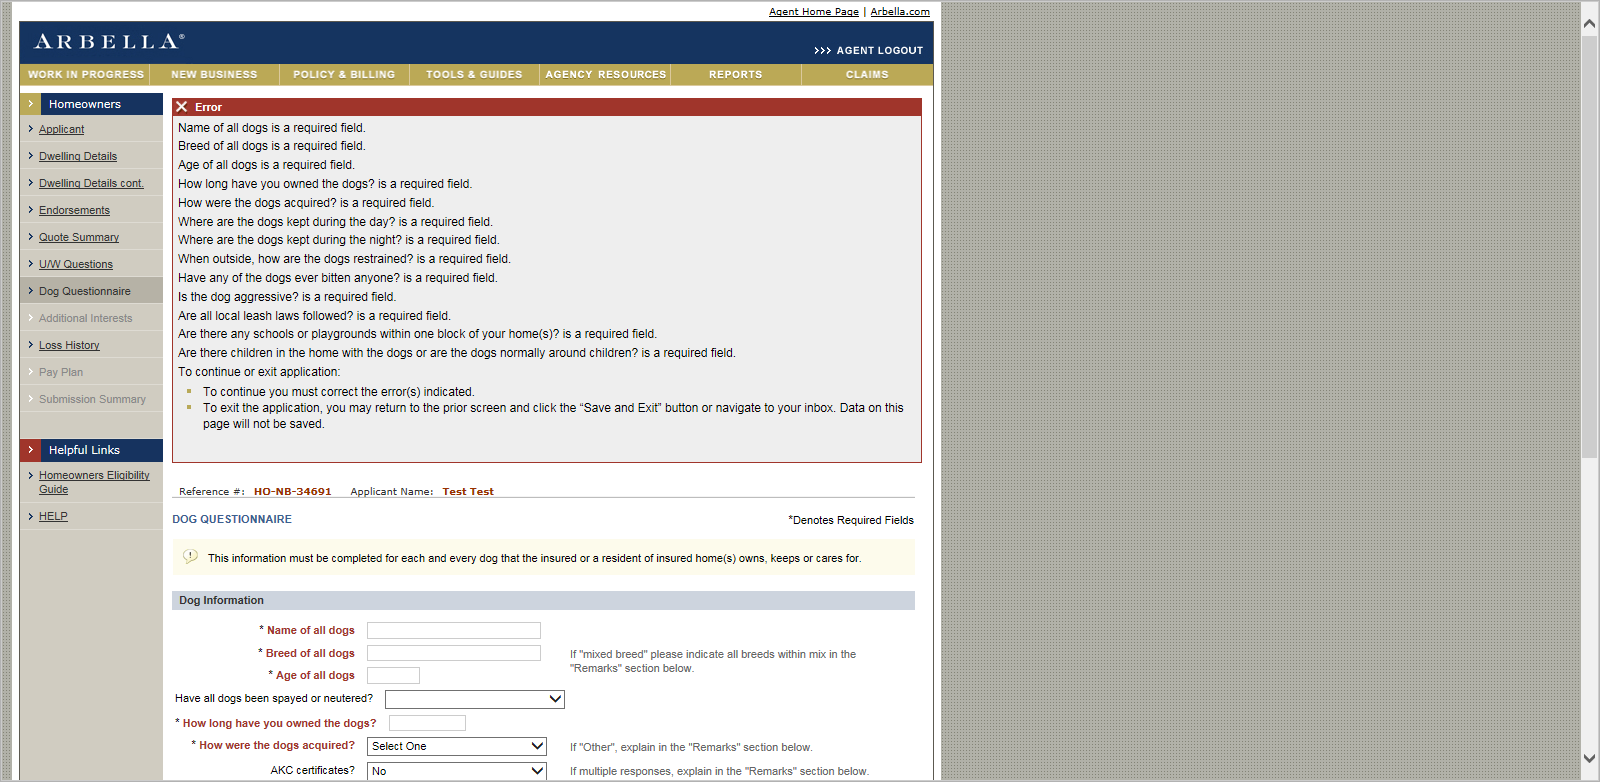 Agent Home Page | Arbella.com
ARBELLA®
>>> AGENT LOGOUT
WORK IN PROGRESS
NEW BUSINESS
POLICY & BILLING
TOOLS & GUIDES
AGENCY RESOURCES
REPORTS
CLAIMS
Homeowners
Applicant
Dwelling Details
Dwelling Details cont.
Endorsements
Quote Summary
U/W Questions
Dog Questionnaire
Additional Interests
Loss History
Pay Plan
Submission Summary
Helpful Links
Homeowners Eligibility
Guide
HELP
Error
Name of all dogs is a required field.
Breed of all dogs is a required field.
Age of all dogs is a required field.
How long have you owned the dogs? is a required field.
How were the dogs acquired? is a required field.
Where are the dogs kept during the day? is a required field.
Where are the dogs kept during the night? is a required field.
When outside, how are the dogs restrained? is a required field.
Have any of the dogs ever bitten anyone? is a required field.
Is the dog aggressive? is a required field.
Are all local leash laws followed? is a required field.
Are there any schools or playgrounds within one block of your home(s)? is a required field.
Are there children in the home with the dogs or are the dogs normally around children? is a required field.
To continue or exit application:
To continue you must correct the error(s) indicated.
To exit the application, you may return to the prior screen and click the “Save and Exit” button or navigate to your inbox. Data on this
page will not be saved.
Reference #: HO-NB-34691 Applicant Name: Test Test
DOG QUESTIONNAIRE
*Denotes Required Fields
This information must be completed for each and every dog that the insured or a resident of insured home(s) owns, keeps or cares for.
Dog Information
* Name of all dogs
* Breed of all dogs
If "mixed breed" please indicate all breeds within mix in the
"Remarks" section below.
* Age of all dogs
Have all dogs been spayed or neutered?
* How long have you owned the dogs?
* How were the dogs acquired? Select One
If "Other", explain in the "Remarks" section below.
AKC certificates? No
If multiple responses, explain in the "Remarks" section below.